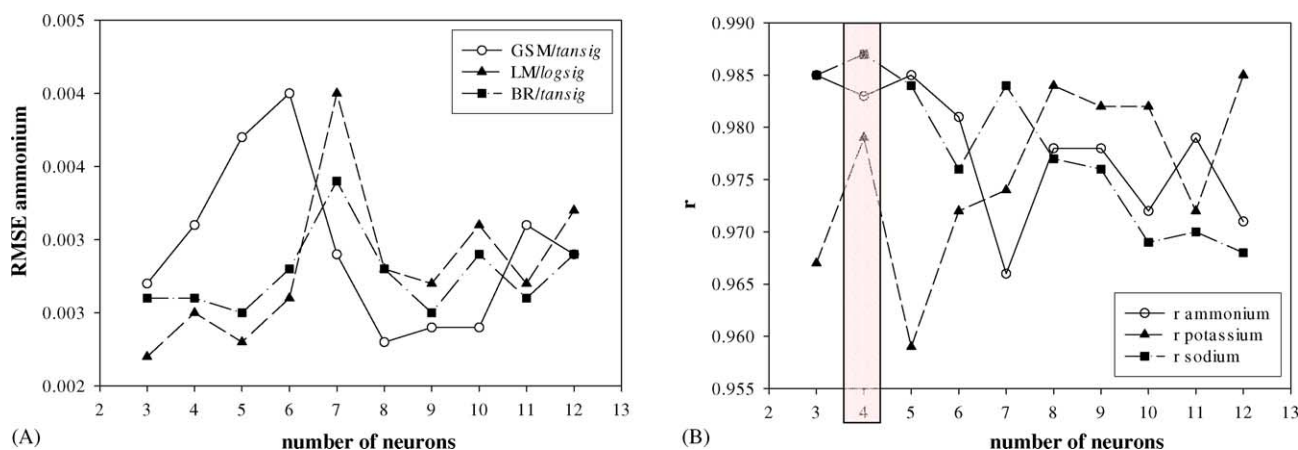 0.005
0.004
0.004
0.003
0.003
0.002
RMSE ammonium
GSM/tansig
LM/logsig
BR/tansig
2 3 4 5 6 7 8 9 10 11 12 13
(A)
number of neurons
0.990
0.985
0.980
0.975
0.970
0.965
0.960
0.955
r
r ammonium
r potassium
r sodium
2 3 4 5 6 7 8 9 10 11 12 13
(B)
number of neurons